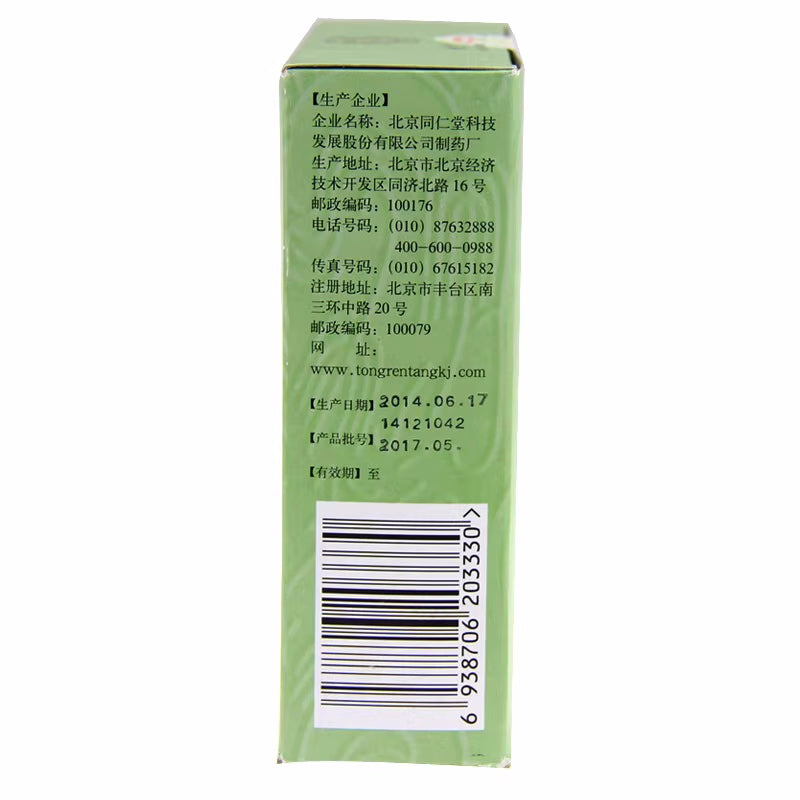 【生产企业】
企业名称：北京同仁堂科技
发展股份有限公司制药厂
生产地址：北京市北京经济
技术开发区同济北路16号
邮政编码：100176
电话号码：（010）87632888
400-600-0988
传真号码：（010）67615182
注册地址：北京市丰台区南
三环中路20号
邮政编码：100079
网　　址：
www.tongrentangkj.com
【生产日期】2014.06.17
14121042
【产品批号】2017.05.
【有效期】至
6 938706 203330 >